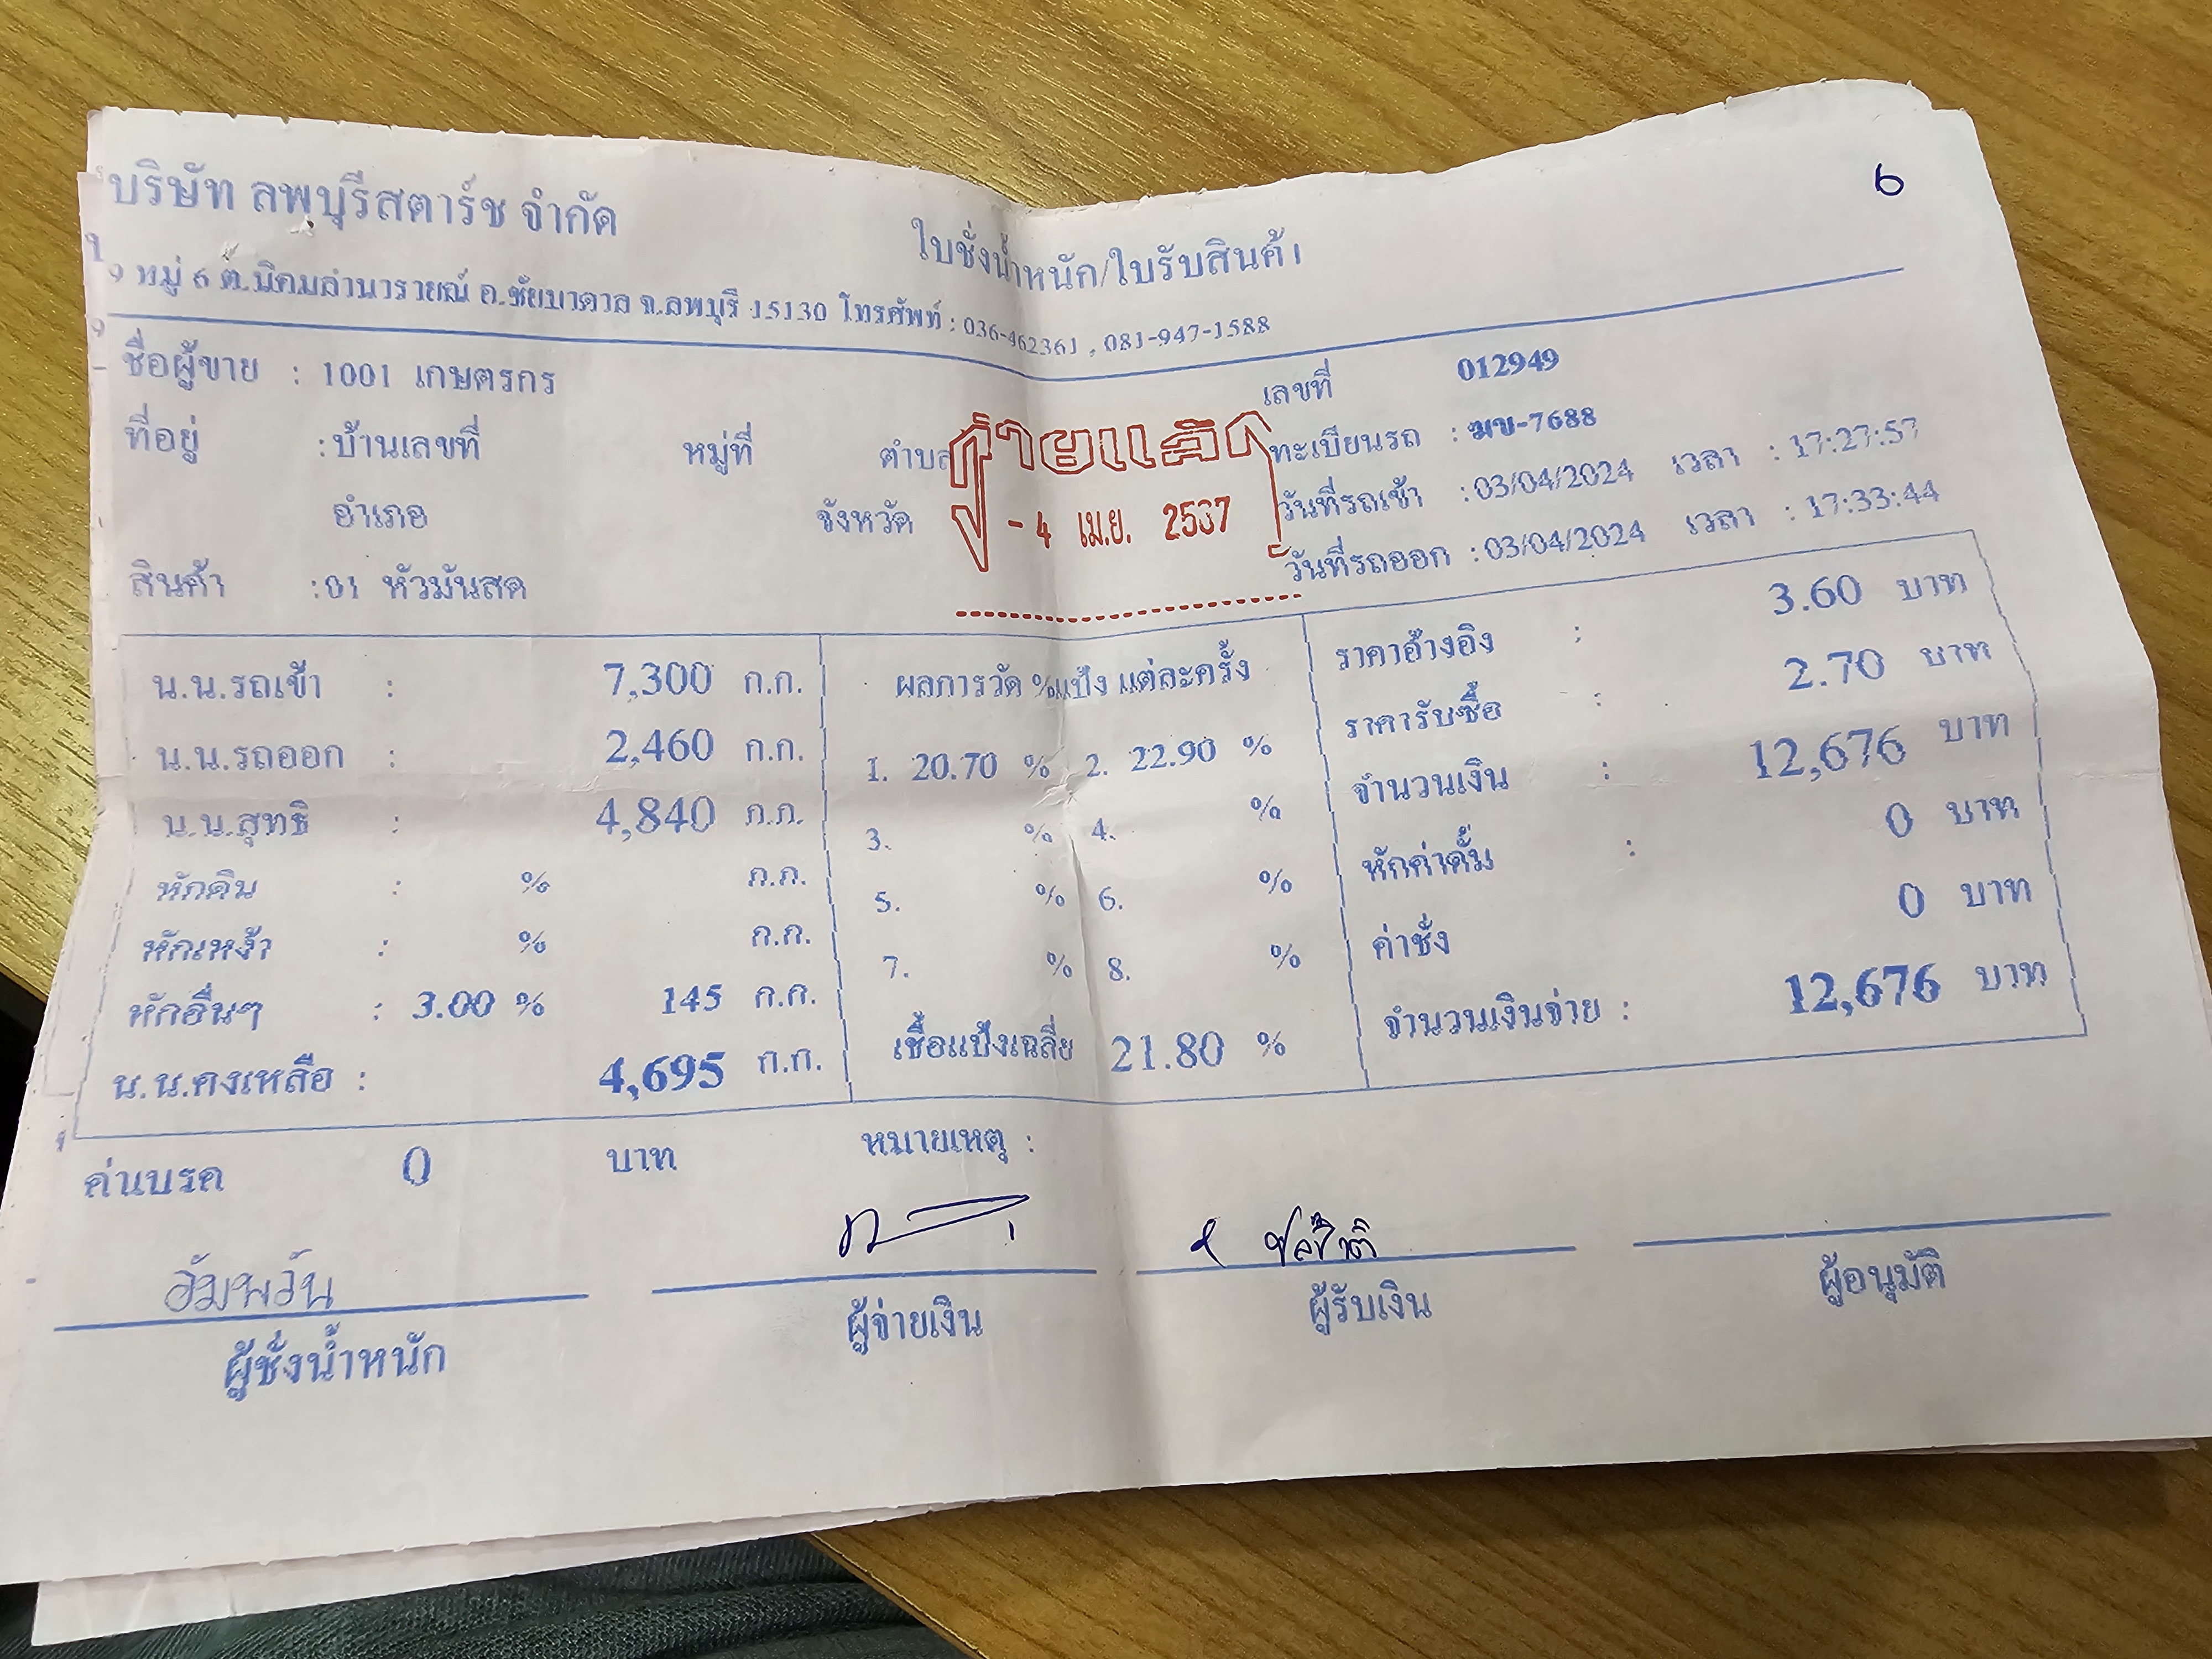 บริษัท ลพบุรีสตาร์ช จำกัด
ใบชั่งน้ำหนัก/ใบรับสินค้า
6
9 หมู่ 6 ต.นิคมลำนารายณ์ อ.ชัยบาดาล จ.ลพบุรี 15130 โทรศัพท์ : 036-462361 , 081-947-1588
ชื่อผู้ขาย : 1001 เกษตรกร
เลขที่ 012949
ที่อยู่ : บ้านเลขที่ หมู่ที่ ตำบล
ทะเบียนรถ : มข-7688
อำเภอ จังหวัด
วันที่รถเข้า : 03/04/2024 เวลา : 17:27:57
สินค้า : 01 หัวมันสด
วันที่รถออก : 03/04/2024 เวลา : 17:33:44
จ่ายแล้ว
- 4 เม.ย. 2567
น.น.รถเข้า : 7,300 ก.ก.
น.น.รถออก : 2,460 ก.ก.
น.น.สุทธิ : 4,840 ก.ก.
หักดิน : % ก.ก.
หักเหง้า : % ก.ก.
หักอื่นๆ : 3.00 % 145 ก.ก.
น.น.คงเหลือ : 4,695 ก.ก.
ผลการวัด %แป้ง แต่ละครั้ง
1. 20.70 % 2. 22.90 %
3. % 4. %
5. % 6. %
7. % 8. %
เชื้อแป้งเฉลี่ย 21.80 %
ราคาอ้างอิง : 3.60 บาท
ราคารับซื้อ : 2.70 บาท
จำนวนเงิน : 12,676 บาท
หักค่าดั้ม : 0 บาท
ค่าชั่ง 0 บาท
จำนวนเงินจ่าย : 12,676 บาท
ค่าเบรค 0 บาท
หมายเหตุ :
อัมพวัน
ผู้ชั่งน้ำหนัก
ผู้จ่ายเงิน
ผู้รับเงิน
ผู้อนุมัติ